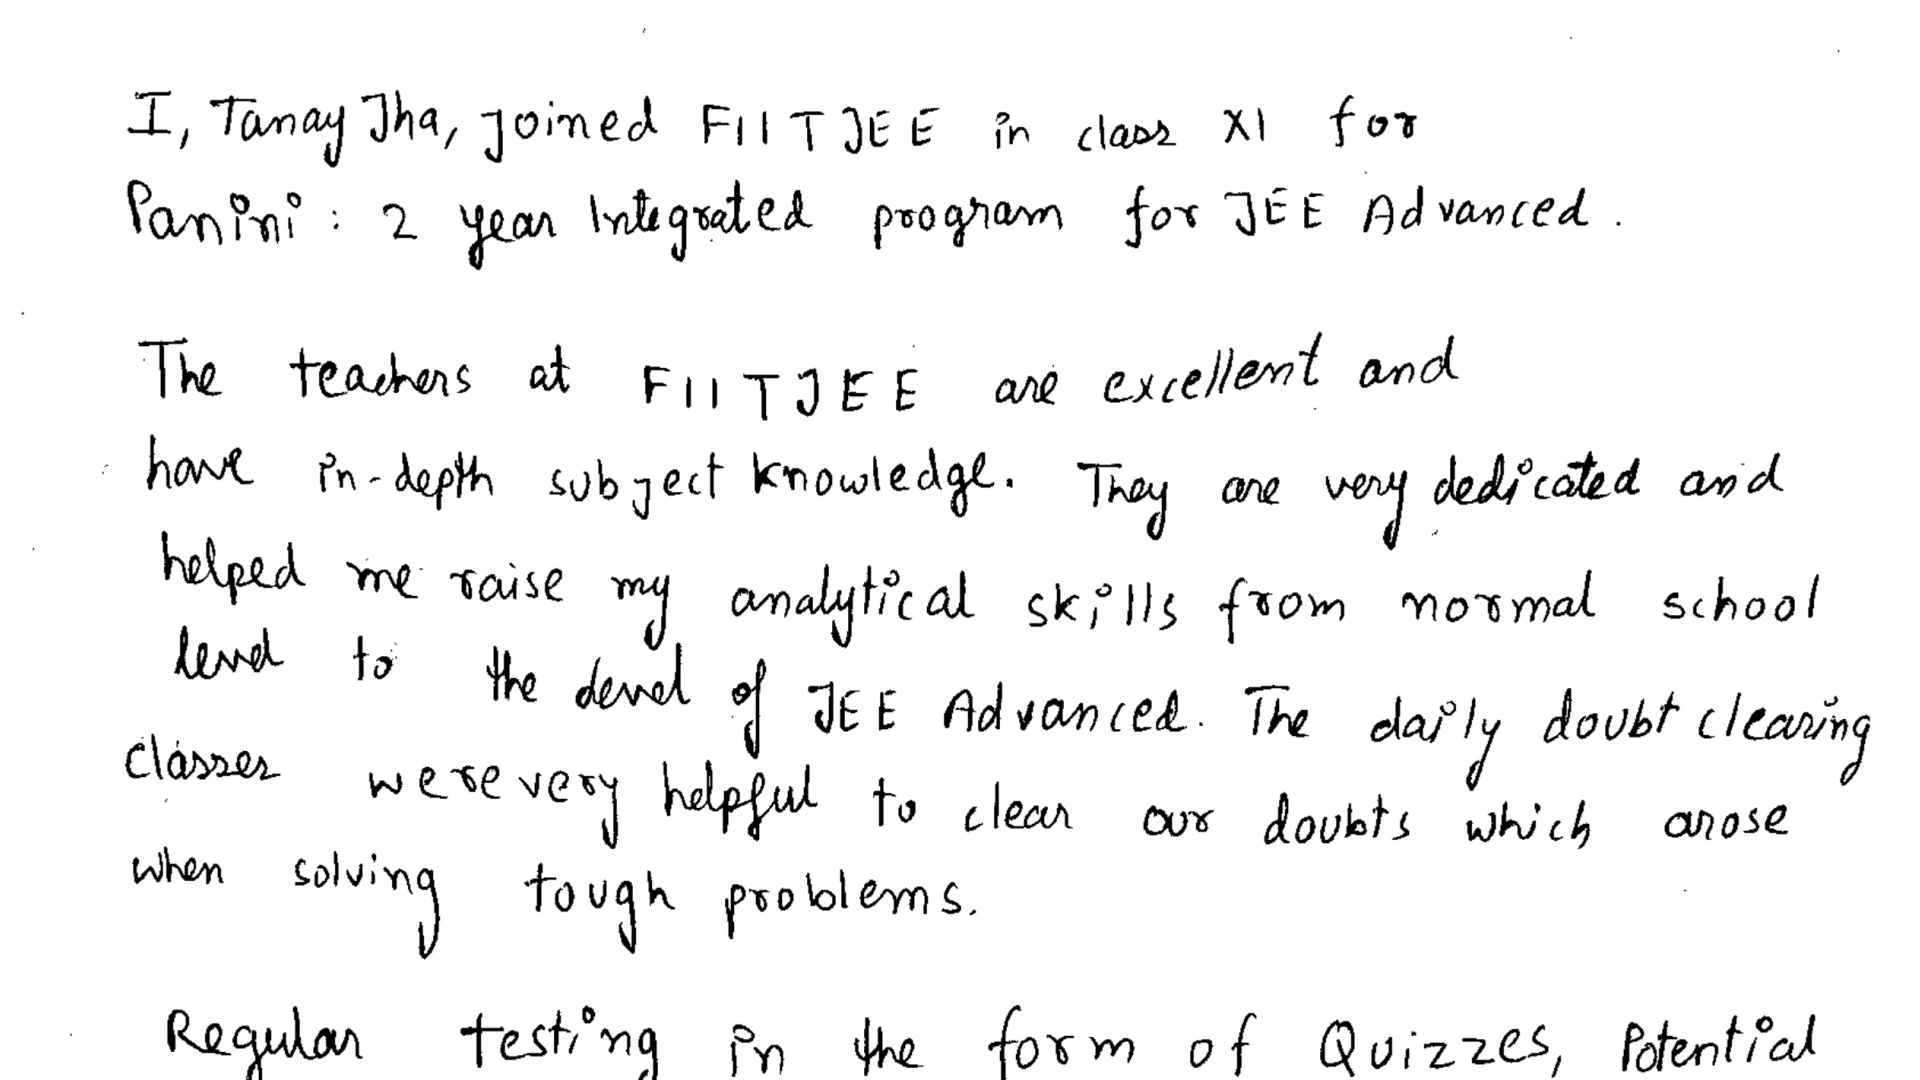 I, Tanay Jha, joined FIITJEE in class XI for
Panini: 2 year Integrated program for JEE Advanced.
The teachers at FIITJEE are excellent and
have in-depth subject knowledge. They are very dedicated and
helped me raise my analytical skills from normal school
level to the level of JEE Advanced. The daily doubt clearing
classes were very helpful to clear our doubts which arose
when solving tough problems.
Regular testing in the form of Quizzes, Potential